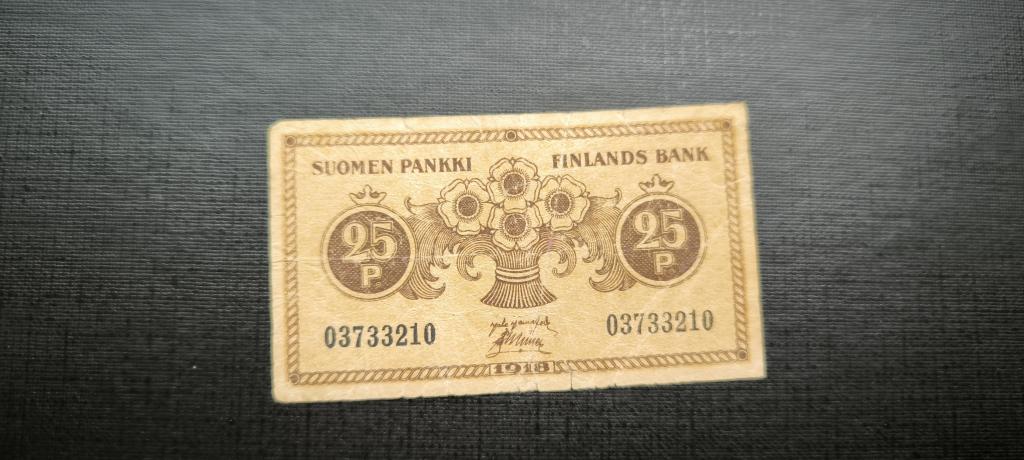 SUOMEN PANKKI FINLANDS BANK
25 25
P P
03733210 03733210
1918